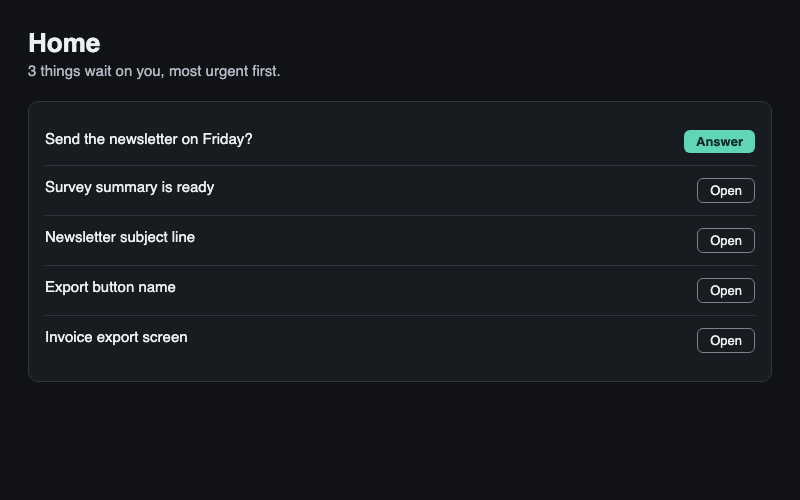 Home
3 things wait on you, most urgent first.
Send the newsletter on Friday?
Answer
Survey summary is ready
Open
Newsletter subject line
Open
Export button name
Open
Invoice export screen
Open